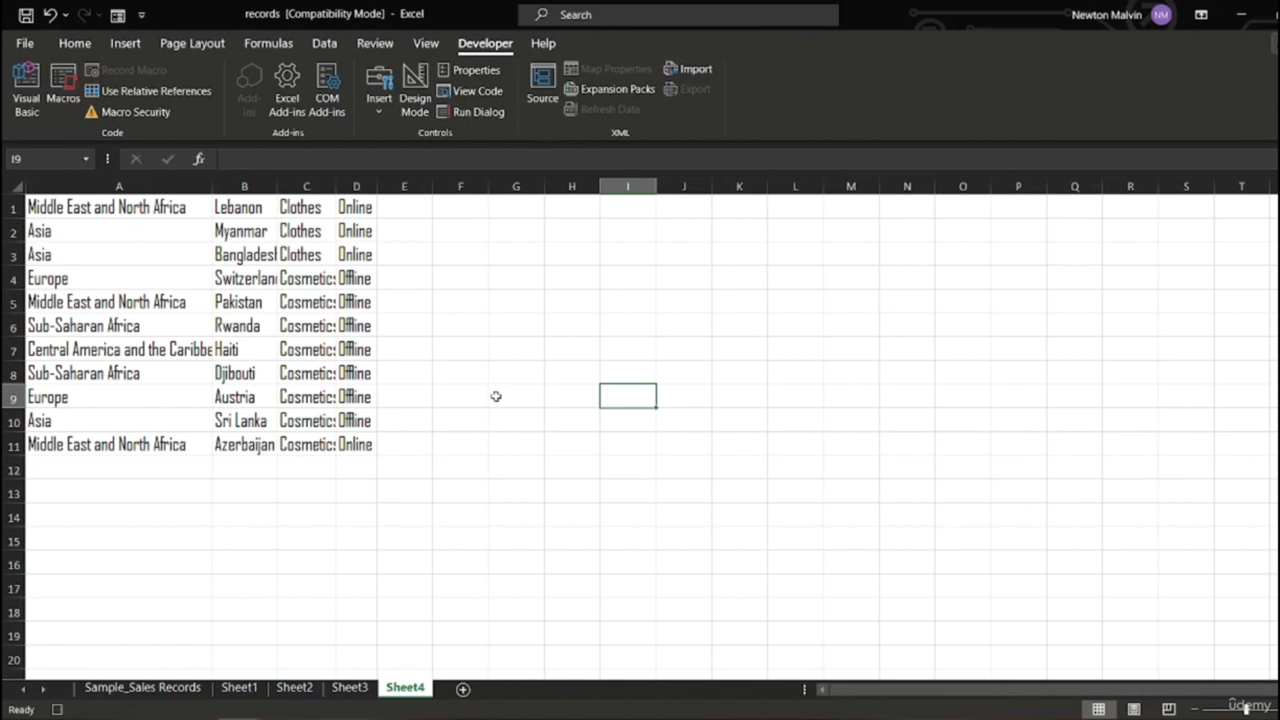 records [Compatibility Mode] - Excel
Search
Newton Malvin
NM
File Home Insert Page Layout Formulas Data Review View Developer Help
Visual Basic
Macros
Record Macro
Use Relative References
Macro Security
Code
Add-ins
Excel Add-ins
COM Add-ins
Add-ins
Insert
Design Mode
Properties
View Code
Run Dialog
Controls
Source
Map Properties
Expansion Packs
Refresh Data
Import
Export
XML
I9
fx
A B C D E F G H I J K L M N O P Q R S T
1 Middle East and North Africa Lebanon Clothes Online
2 Asia Myanmar Clothes Online
3 Asia Bangladesl Clothes Online
4 Europe Switzerlan Cosmetic Offline
5 Middle East and North Africa Pakistan Cosmetic Offline
6 Sub-Saharan Africa Rwanda Cosmetic Offline
7 Central America and the Caribbe Haiti Cosmetic Offline
8 Sub-Saharan Africa Djibouti Cosmetic Offline
9 Europe Austria Cosmetic Offline
10 Asia Sri Lanka Cosmetic Offline
11 Middle East and North Africa Azerbaijan Cosmetic Online
12
13
14
15
16
17
18
19
20
Sample_Sales Records Sheet1 Sheet2 Sheet3 Sheet4
Ready
udemy